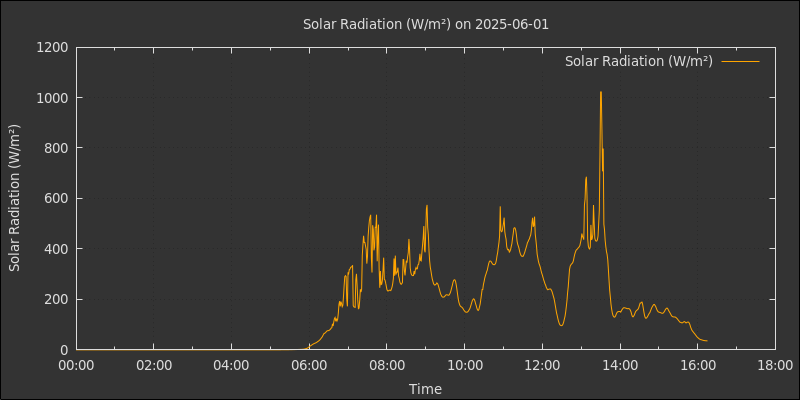 Solar Radiation (W/m²) on 2025-06-01
Solar Radiation (W/m²)
Solar Radiation (W/m²)
1200
1000
800
600
400
200
0
00:00 02:00 04:00 06:00 08:00 10:00 12:00 14:00 16:00 18:00
Time